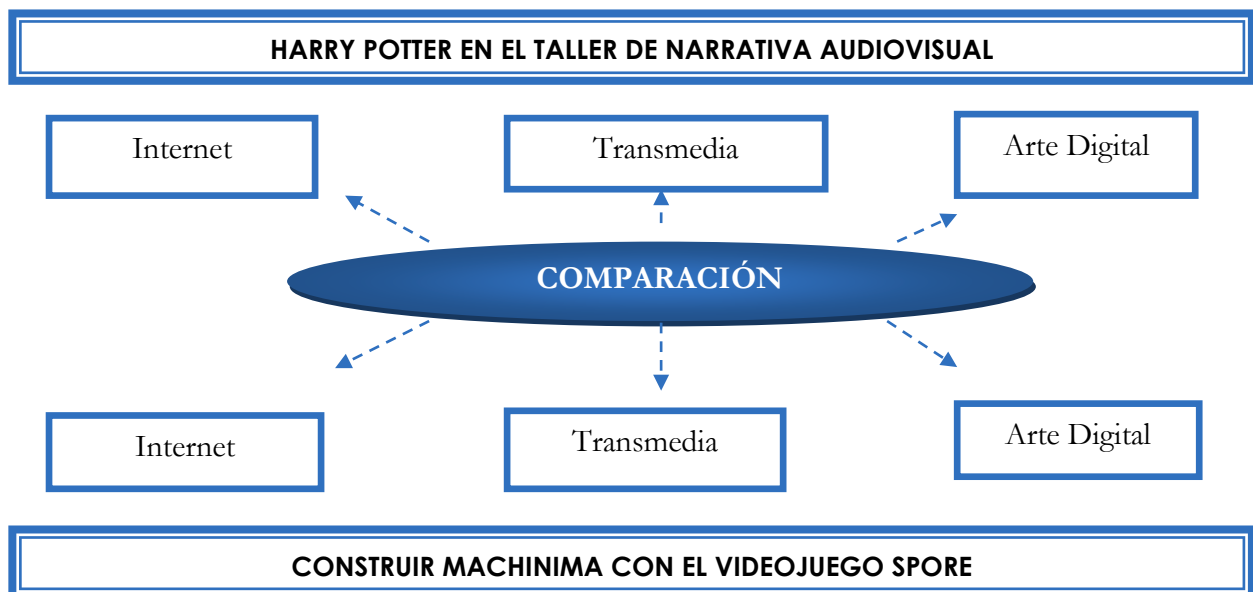 HARRY POTTER EN EL TALLER DE NARRATIVA AUDIOVISUAL
Internet
Transmedia
Arte Digital
COMPARACIÓN
Internet
Transmedia
Arte Digital
CONSTRUIR MACHINIMA CON EL VIDEOJUEGO SPORE